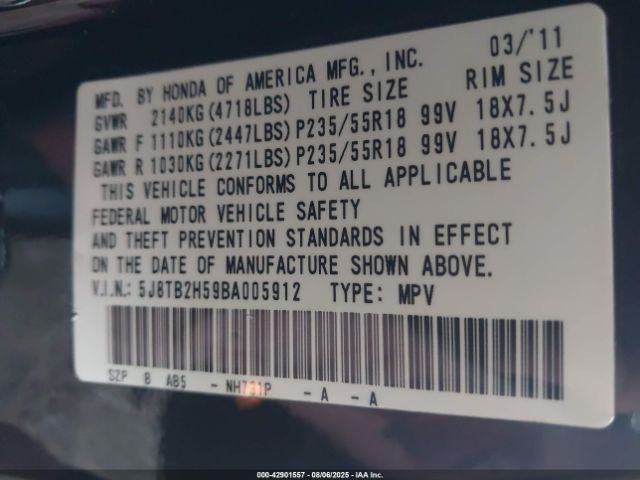 03/'11
MFD. BY HONDA OF AMERICA MFG., INC.
GVWR 2140KG(4718LBS) TIRE SIZE RIM SIZE
GAWR F 1110KG(2447LBS)P235/55R18 99V 18X7.5J
GAWR R 1030KG(2271LBS)P235/55R18 99V 18X7.5J
THIS VEHICLE CONFORMS TO ALL APPLICABLE
FEDERAL MOTOR VEHICLE SAFETY
AND THEFT PREVENTION STANDARDS IN EFFECT
ON THE DATE OF MANUFACTURE SHOWN ABOVE.
V.I.N.: 5J8TB2H59BA005912 TYPE: MPV
SZP B AB5 - NH731P - A - A
000-42901557 - 08/06/2025 - IAA Inc.